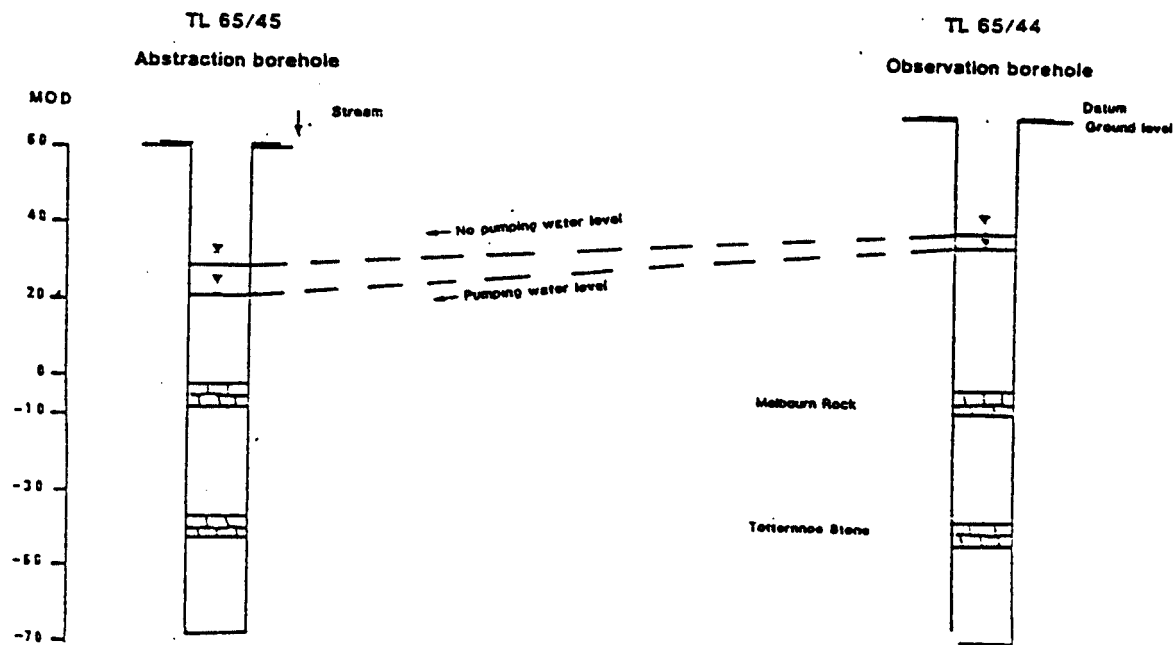 TL 65/45
Abstraction borehole
TL 65/44
Observation borehole
MOD
Stream
Datum
Ground level
60
40
20
0
-10
-30
-50
-70
No pumping water level
Pumping water level
Melbourn Rock
Totternhoe Stone